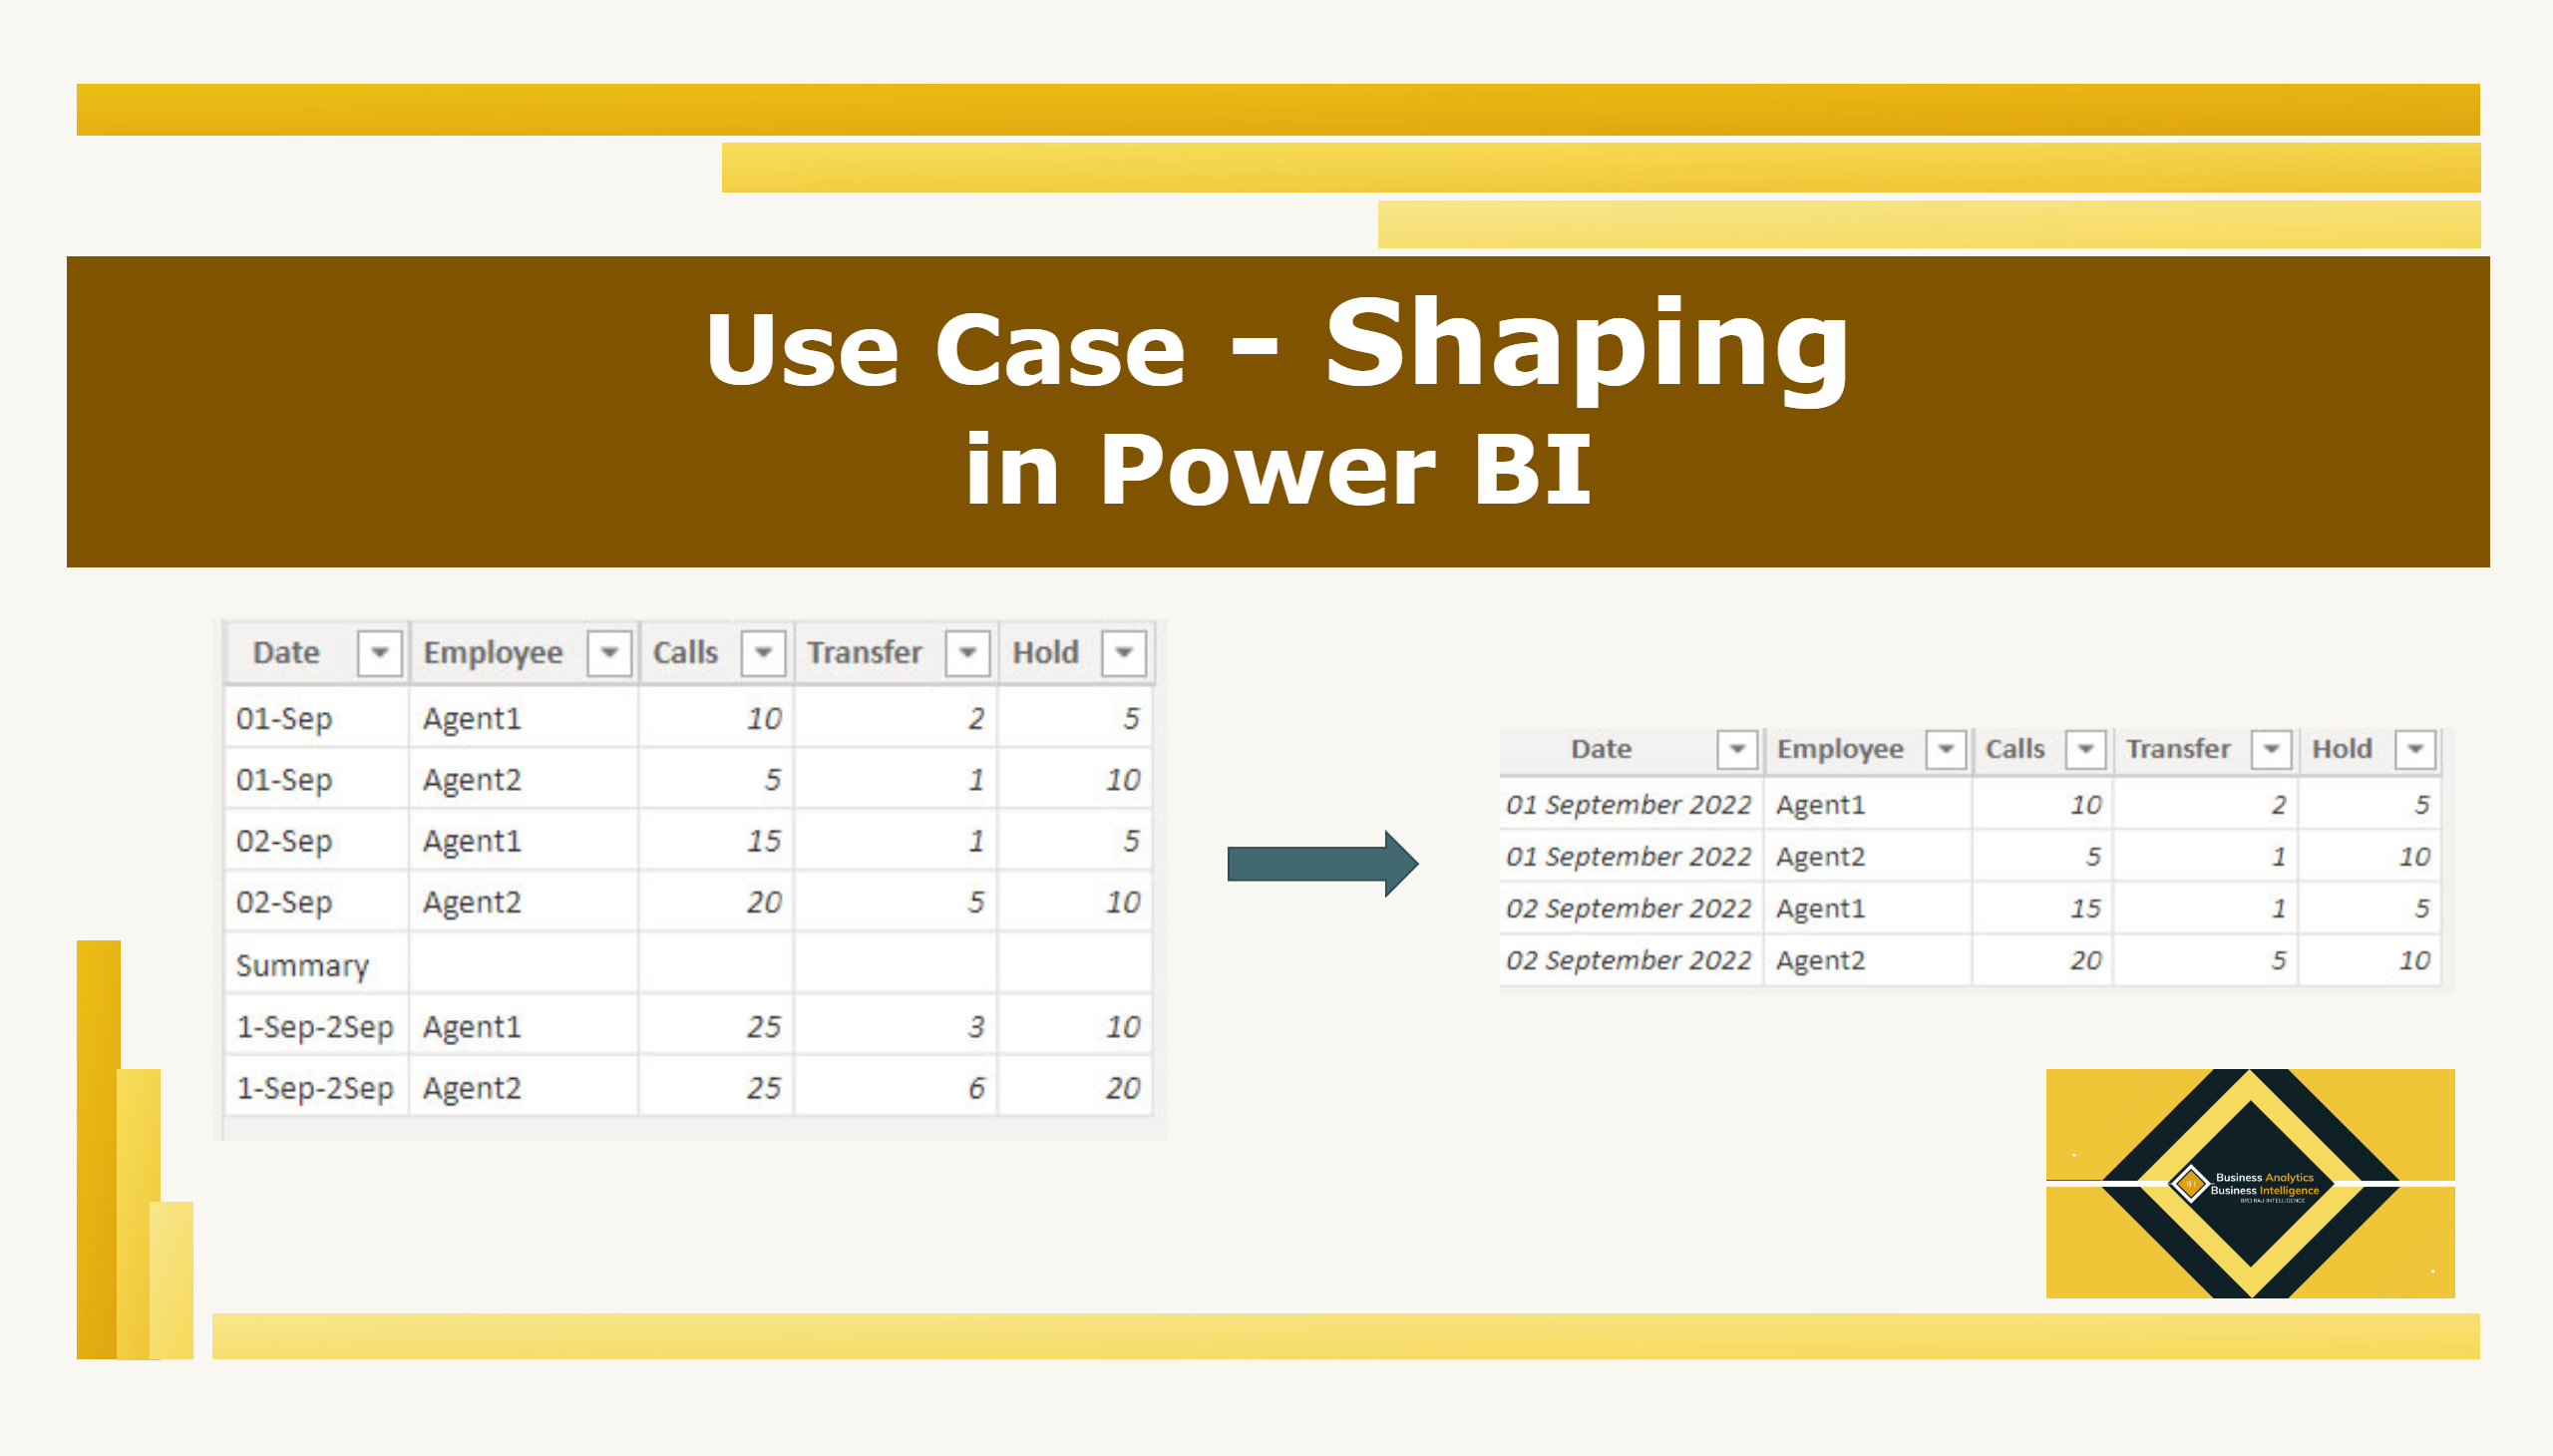 Use Case - Shaping
in Power BI
Date Employee Calls Transfer Hold
01-Sep Agent1 10 2 5
01-Sep Agent2 5 1 10
02-Sep Agent1 15 1 5
02-Sep Agent2 20 5 10
Summary
1-Sep-2Sep Agent1 25 3 10
1-Sep-2Sep Agent2 25 6 20
Date Employee Calls Transfer Hold
01 September 2022 Agent1 10 2 5
01 September 2022 Agent2 5 1 10
02 September 2022 Agent1 15 1 5
02 September 2022 Agent2 20 5 10
Business Analytics
Business Intelligence
BRO RAJ INTELLIGENCE